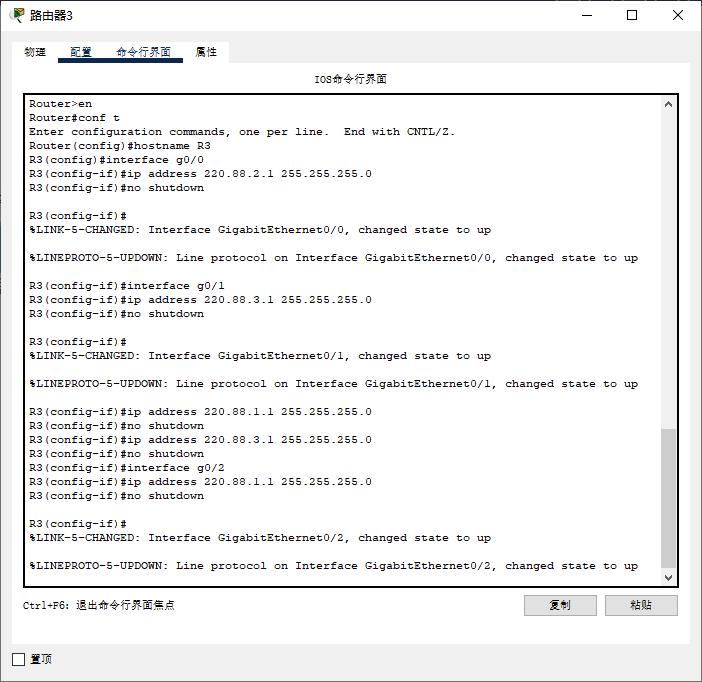 路由器3
物理 配置 命令行界面 属性
IOS命令行界面
Router>en
Router#conf t
Enter configuration commands, one per line.  End with CNTL/Z.
Router(config)#hostname R3
R3(config)#interface g0/0
R3(config-if)#ip address 220.88.2.1 255.255.255.0
R3(config-if)#no shutdown
R3(config-if)#
%LINK-5-CHANGED: Interface GigabitEthernet0/0, changed state to up
%LINEPROTO-5-UPDOWN: Line protocol on Interface GigabitEthernet0/0, changed state to up
R3(config-if)#interface g0/1
R3(config-if)#ip address 220.88.3.1 255.255.255.0
R3(config-if)#no shutdown
R3(config-if)#
%LINK-5-CHANGED: Interface GigabitEthernet0/1, changed state to up
%LINEPROTO-5-UPDOWN: Line protocol on Interface GigabitEthernet0/1, changed state to up
R3(config-if)#ip address 220.88.1.1 255.255.255.0
R3(config-if)#no shutdown
R3(config-if)#ip address 220.88.3.1 255.255.255.0
R3(config-if)#no shutdown
R3(config-if)#interface g0/2
R3(config-if)#ip address 220.88.1.1 255.255.255.0
R3(config-if)#no shutdown
R3(config-if)#
%LINK-5-CHANGED: Interface GigabitEthernet0/2, changed state to up
%LINEPROTO-5-UPDOWN: Line protocol on Interface GigabitEthernet0/2, changed state to up
Ctrl+F6: 退出命令行界面焦点 复制 粘贴
置顶